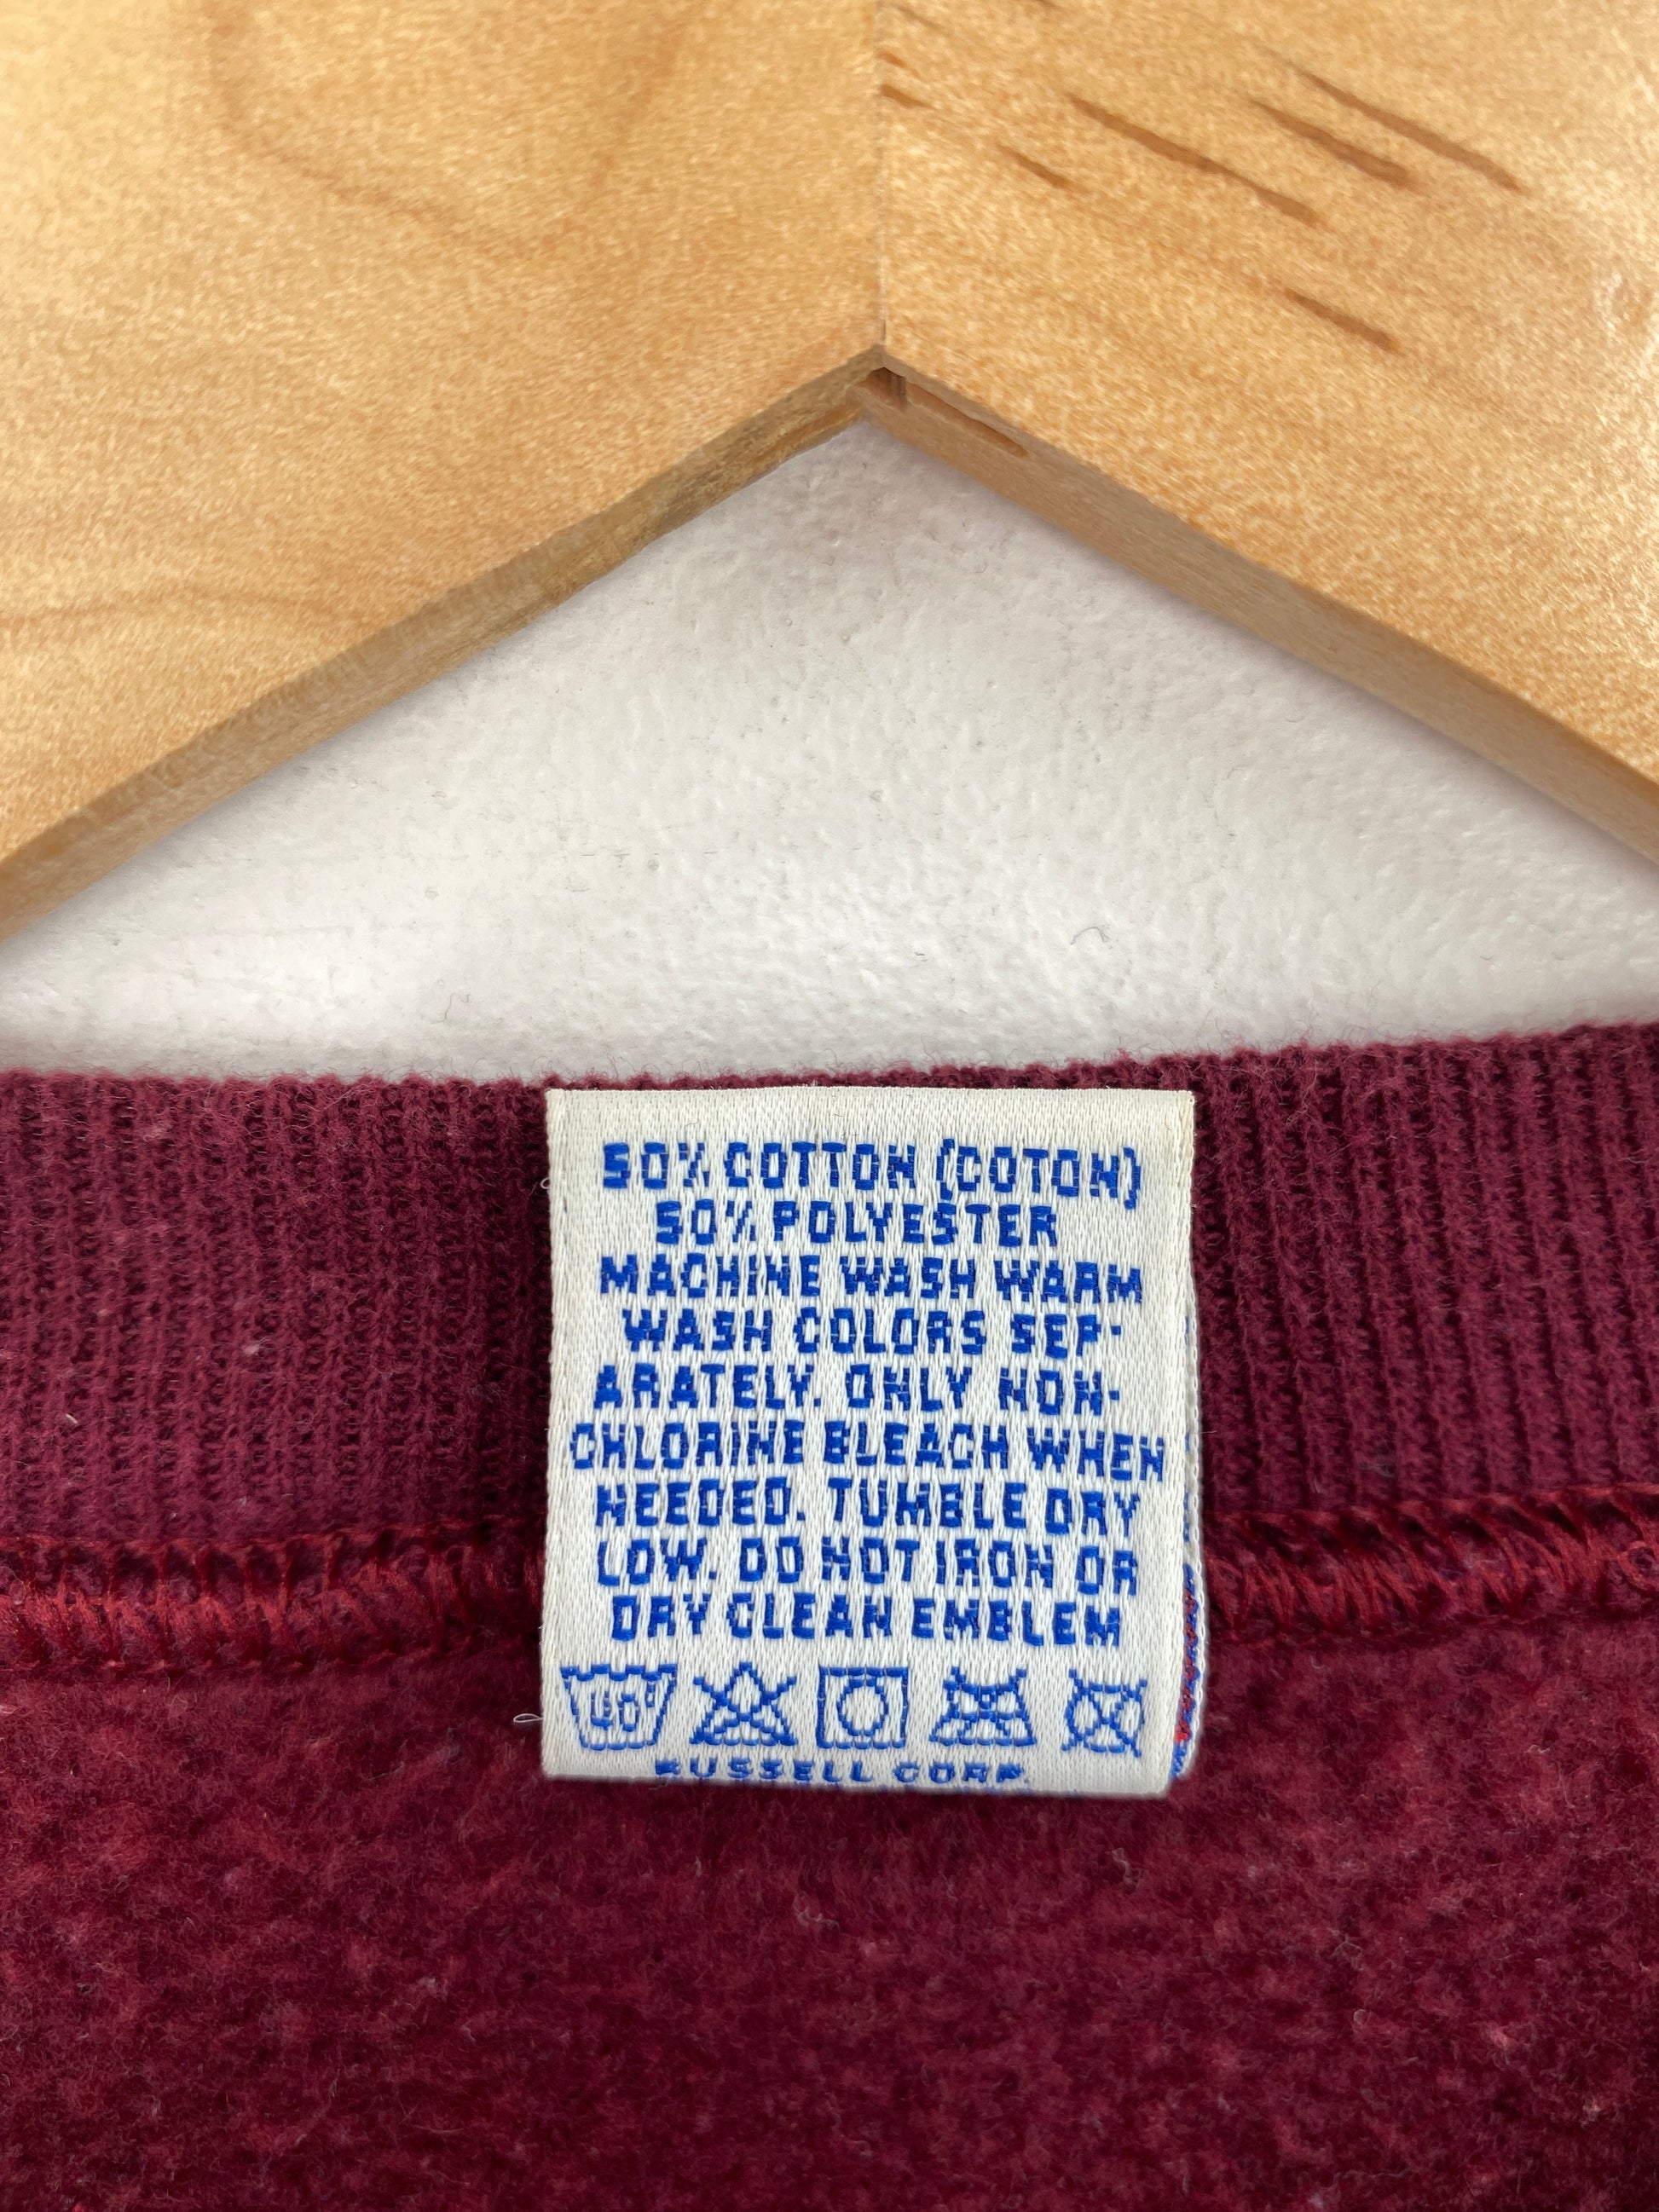 50% COTTON (COTON)
50% POLYESTER
MACHINE WASH WARM
WASH COLORS SEP-
ARATELY. ONLY NON-
CHLORINE BLEACH WHEN
NEEDED. TUMBLE DRY
LOW. DO NOT IRON OR
DRY CLEAN EMBLEM
40°
RUSSELL CORP.